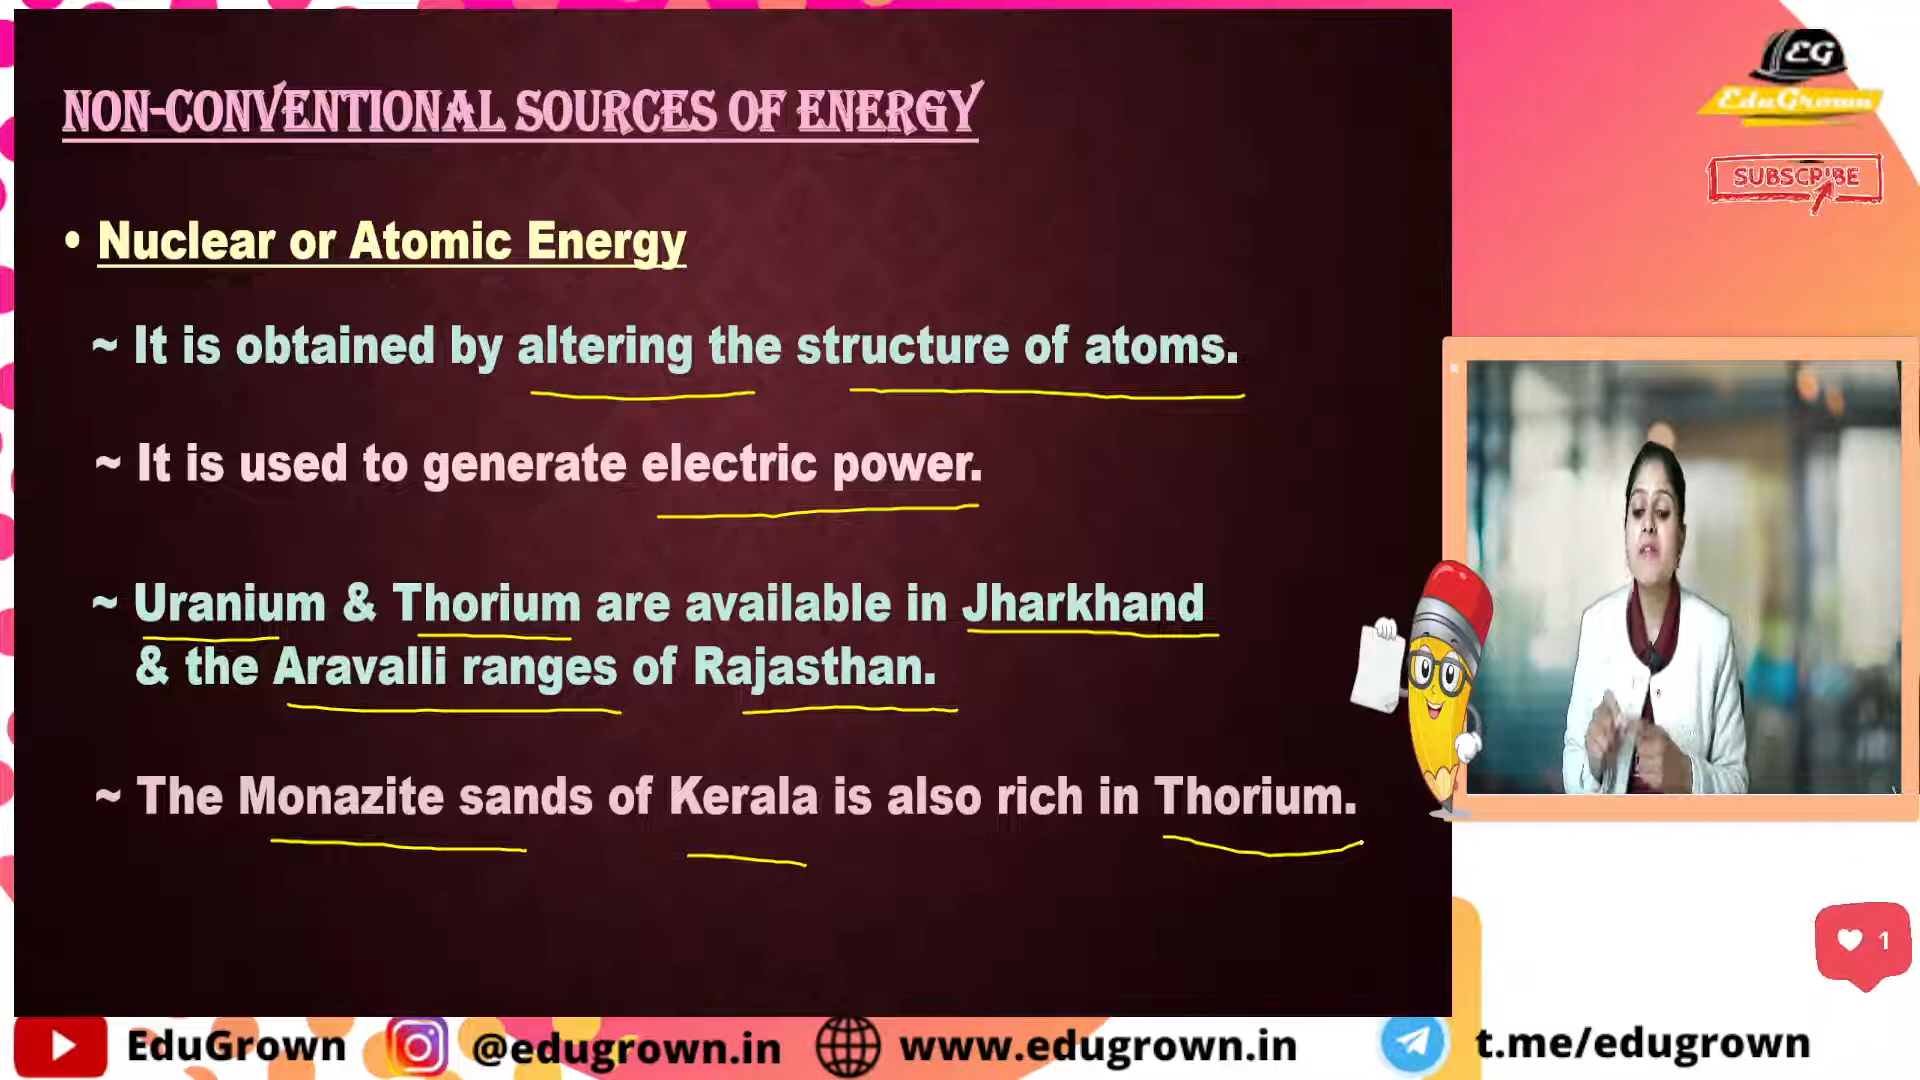 NON-CONVENTIONAL SOURCES OF ENERGY
• Nuclear or Atomic Energy
~ It is obtained by altering the structure of atoms.
~ It is used to generate electric power.
~ Uranium & Thorium are available in Jharkhand
& the Aravalli ranges of Rajasthan.
~ The Monazite sands of Kerala is also rich in Thorium.
EG
EduGrown
SUBSCRIBE
1
EduGrown
@edugrown.in
www.edugrown.in
t.me/edugrown